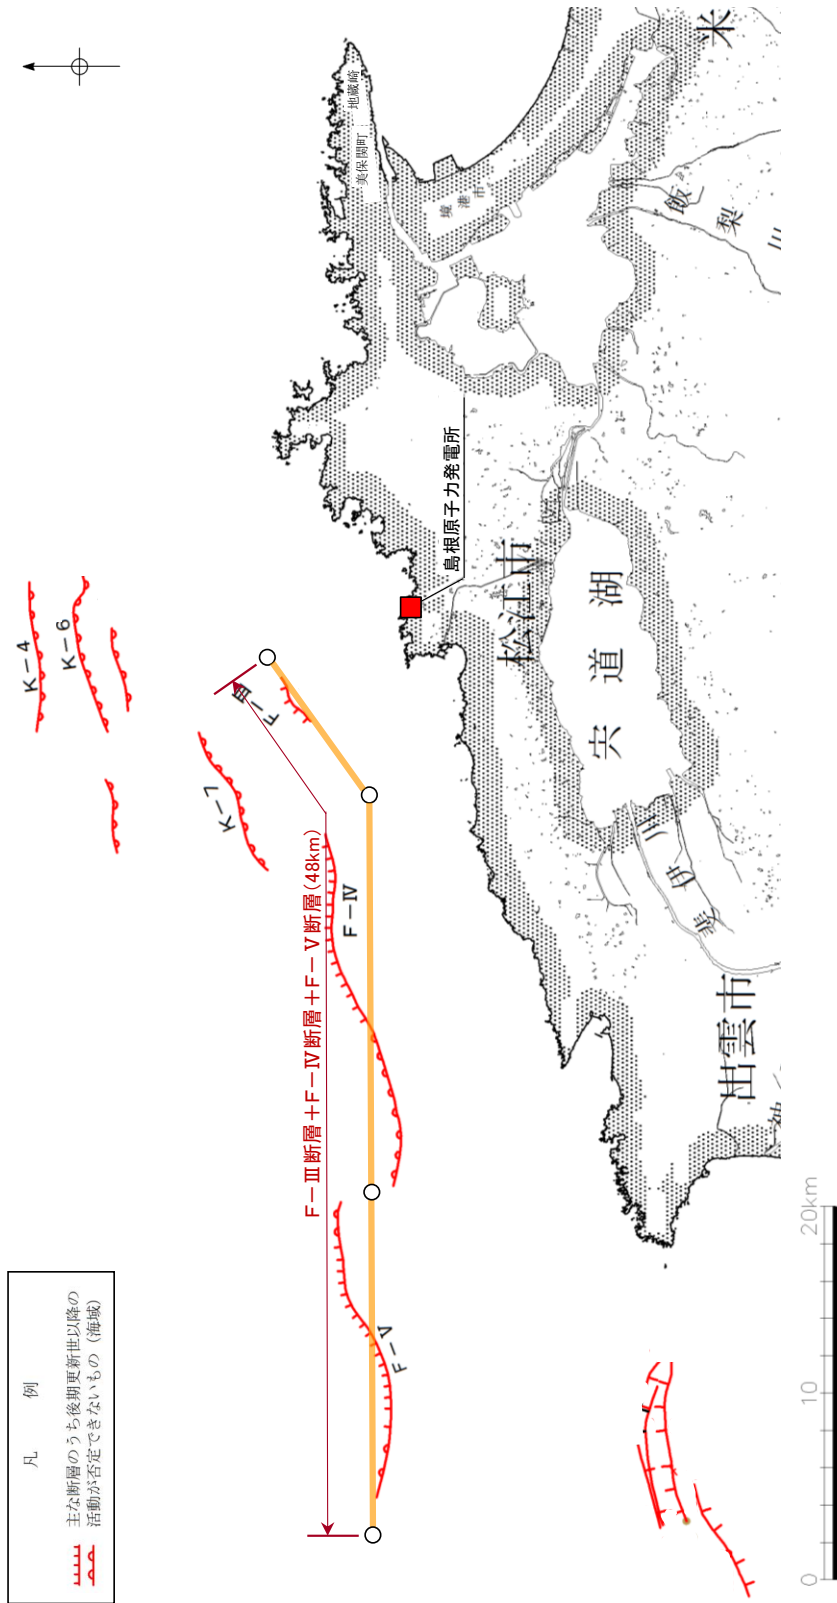 地蔵崎
美保関町
境港市
米
飯梨川
島根原子力発電所
松江市
宍道湖
斐伊川
出雲市
神
K-4
K-6
K-7
F-Ⅲ
F-Ⅳ
F-Ⅴ
F-Ⅲ断層+F-Ⅳ断層+F-Ⅴ断層(48km)
凡例
主な断層のうち後期更新世以降の
活動が否定できないもの (海域)
0
10
20km